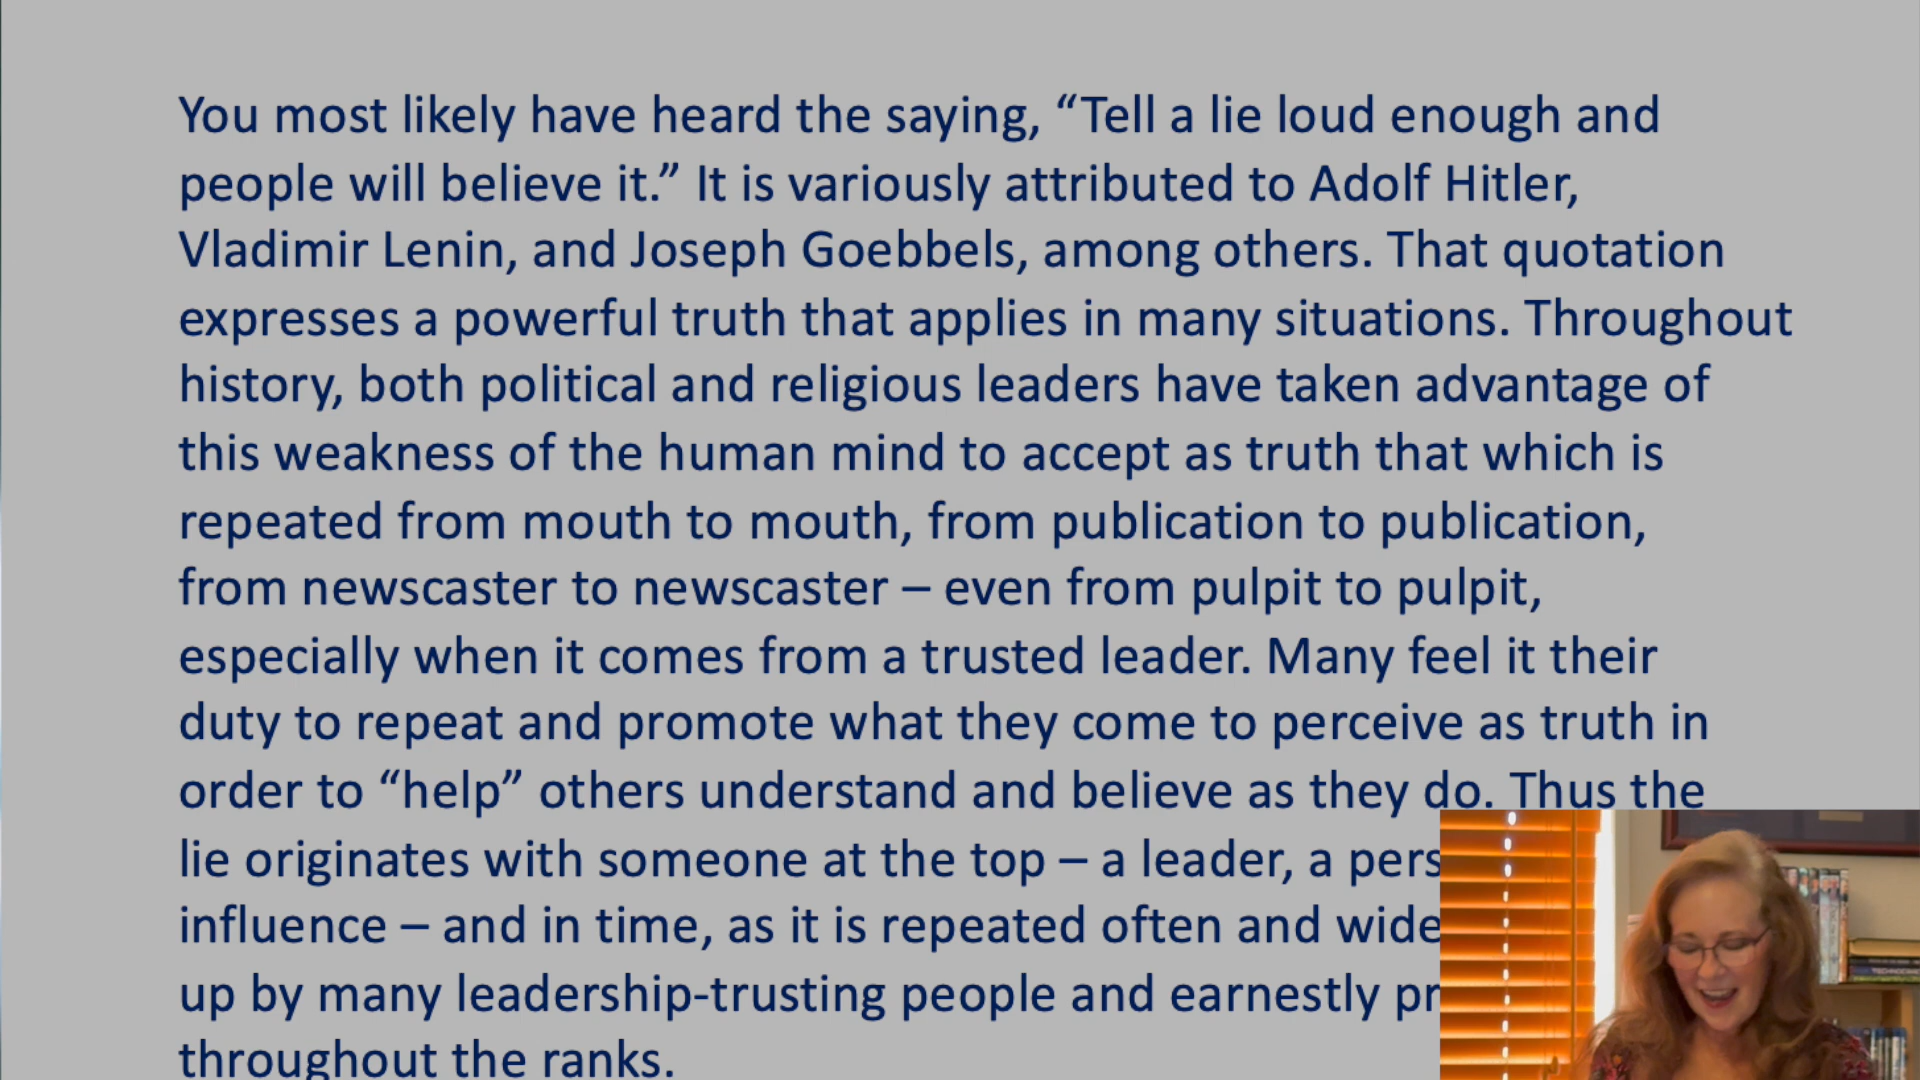 You most likely have heard the saying, “Tell a lie loud enough and
people will believe it.” It is variously attributed to Adolf Hitler,
Vladimir Lenin, and Joseph Goebbels, among others. That quotation
expresses a powerful truth that applies in many situations. Throughout
history, both political and religious leaders have taken advantage of
this weakness of the human mind to accept as truth that which is
repeated from mouth to mouth, from publication to publication,
from newscaster to newscaster – even from pulpit to pulpit,
especially when it comes from a trusted leader. Many feel it their
duty to repeat and promote what they come to perceive as truth in
order to “help” others understand and believe as they do. Thus the
lie originates with someone at the top – a leader, a pers
influence – and in time, as it is repeated often and wide
up by many leadership-trusting people and earnestly pr
throughout the ranks.